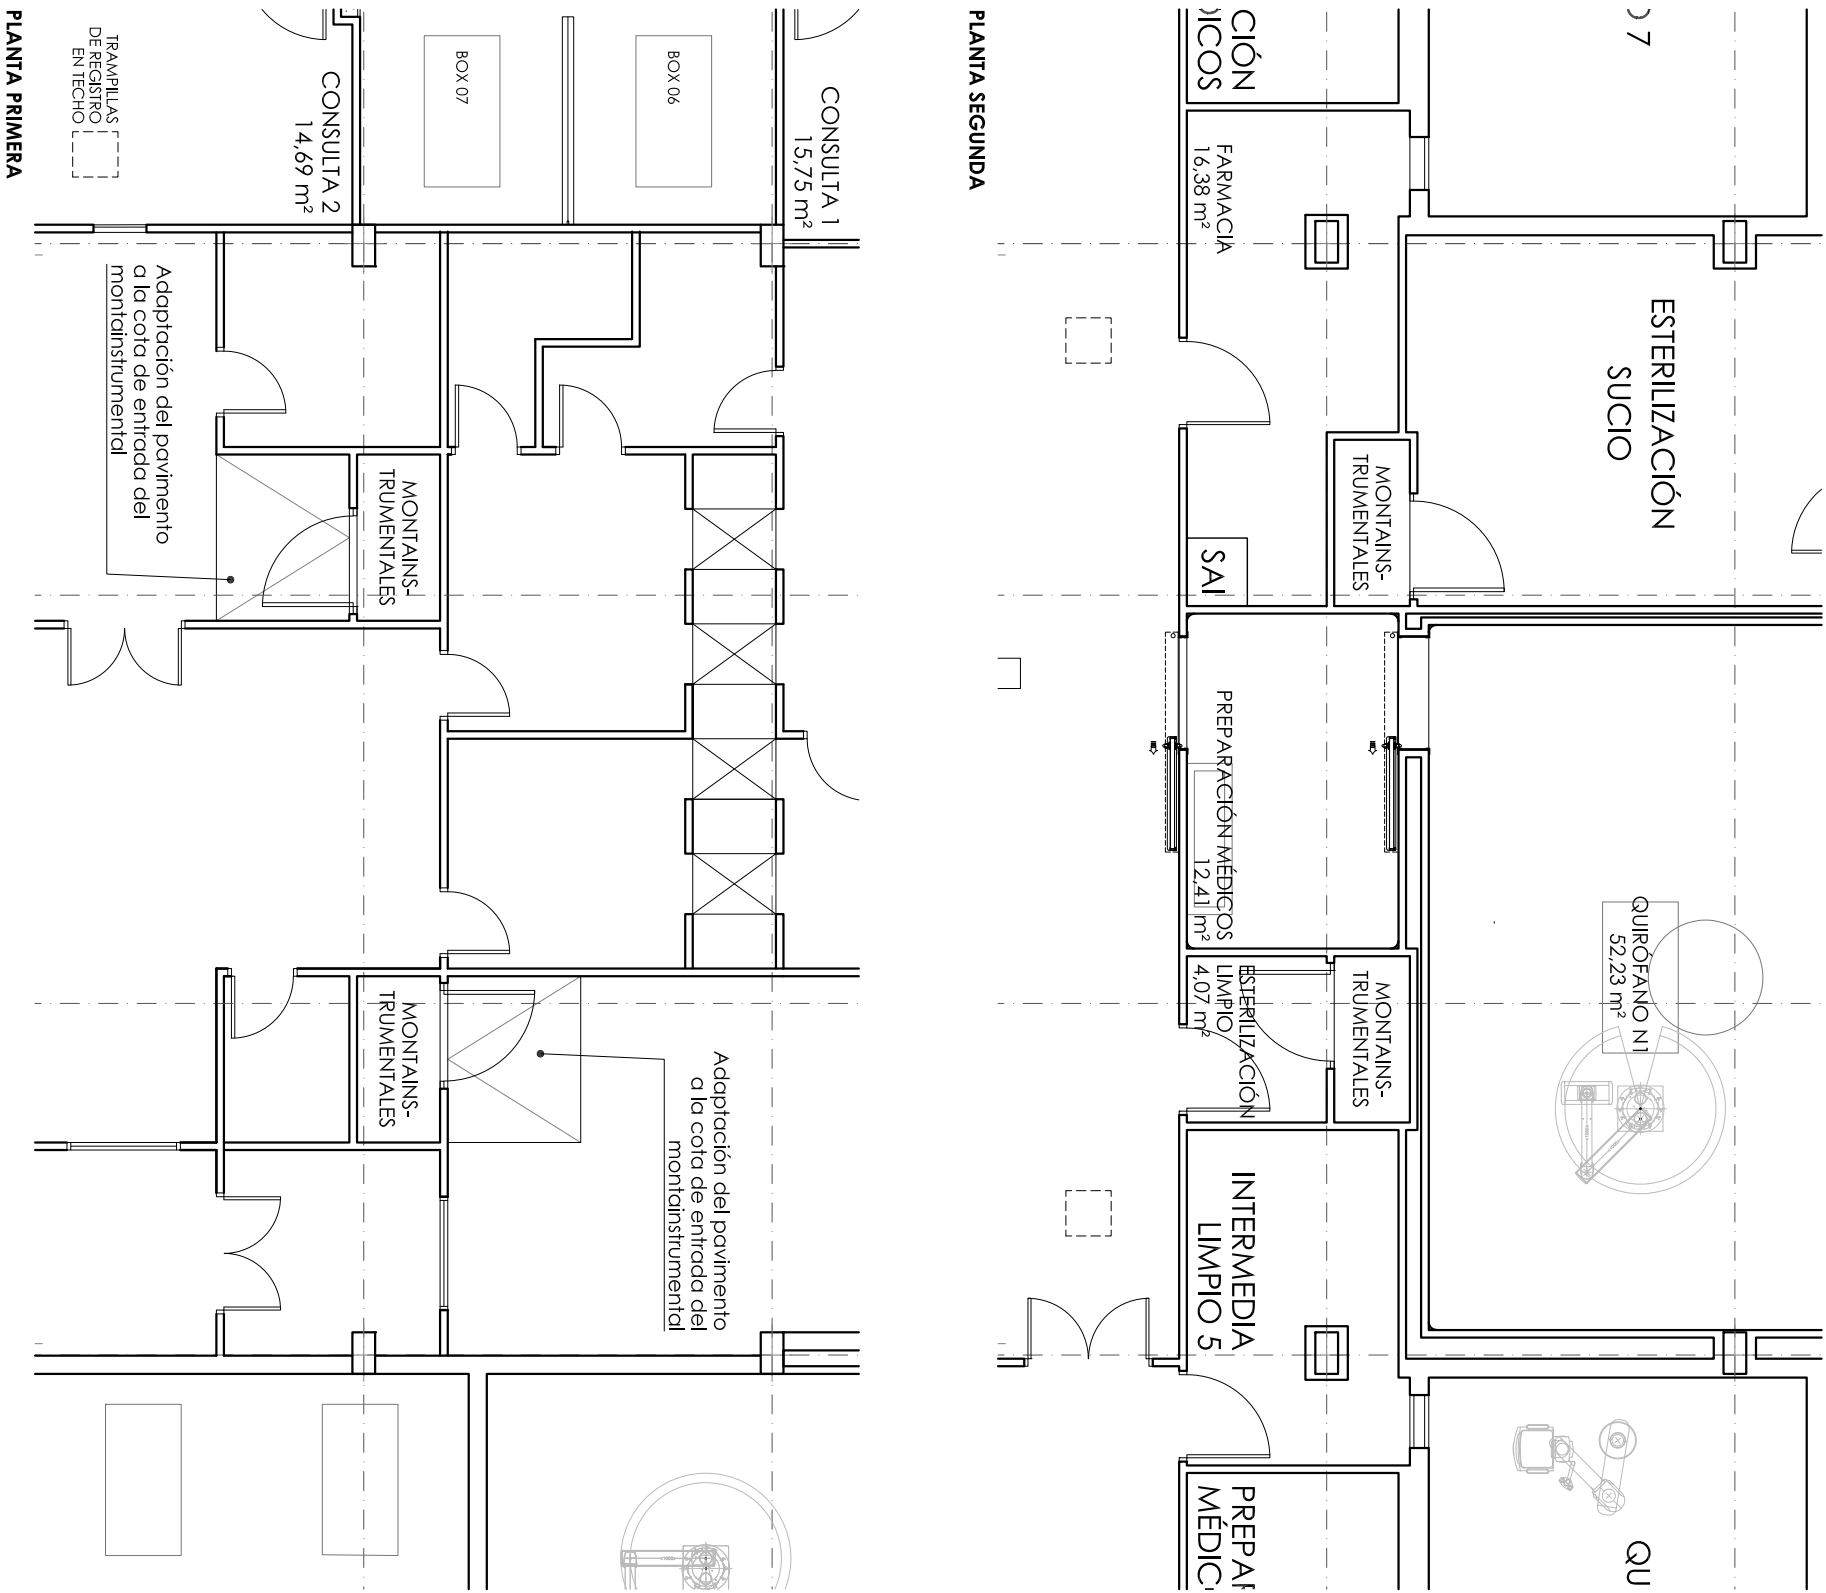 PLANTA PRIMERA
TRAMPILLAS
DE REGISTRO
EN TECHO
CONSULTA 2
14,69 m²
BOX 07
BOX 06
CONSULTA 1
15,75 m²
Adaptación del pavimento
a la cota de entrada del
montainstrumental
MONTAINS-
TRUMENTALES
MONTAINS-
TRUMENTALES
Adaptación del pavimento
a la cota de entrada del
montainstrumental
PLANTA SEGUNDA
CIÓN
DICOS
O 7
FARMACIA
16,38 m²
ESTERILIZACIÓN
SUCIO
MONTAINS-
TRUMENTALES
SAI
PREPARACIÓN MÉDICOS
12,41 m²
QUIRÓFANO N1
52,23 m²
ESTERILIZACIÓN
LIMPIO
4,07 m²
MONTAINS-
TRUMENTALES
INTERMEDIA
LIMPIO 5
PREPAR
MÉDIC
QU